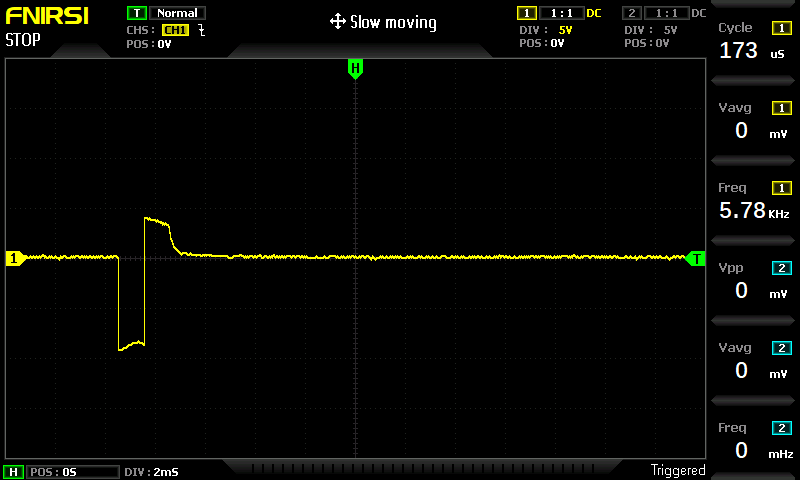 FNIRSI
STOP
T Normal
CHS: CH1
POS: 0V
Slow moving
1 1:1 DC
DIV: 5V
POS: 0V
2 1:1 DC
DIV: 5V
POS: 0V
H
1
T
Cycle 1
173 uS
Vavg 1
0 mV
Freq 1
5.78 KHz
Vpp 2
0 mV
Vavg 2
0 mV
Freq 2
0 mHz
H POS: 0S DIV: 2mS
Triggered